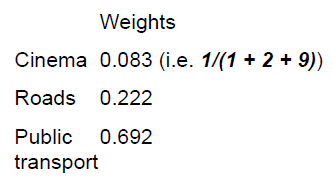 Weights
Cinema 0.083 (i.e. 1/(1 + 2 + 9))
Roads 0.222
Public 0.692
transport